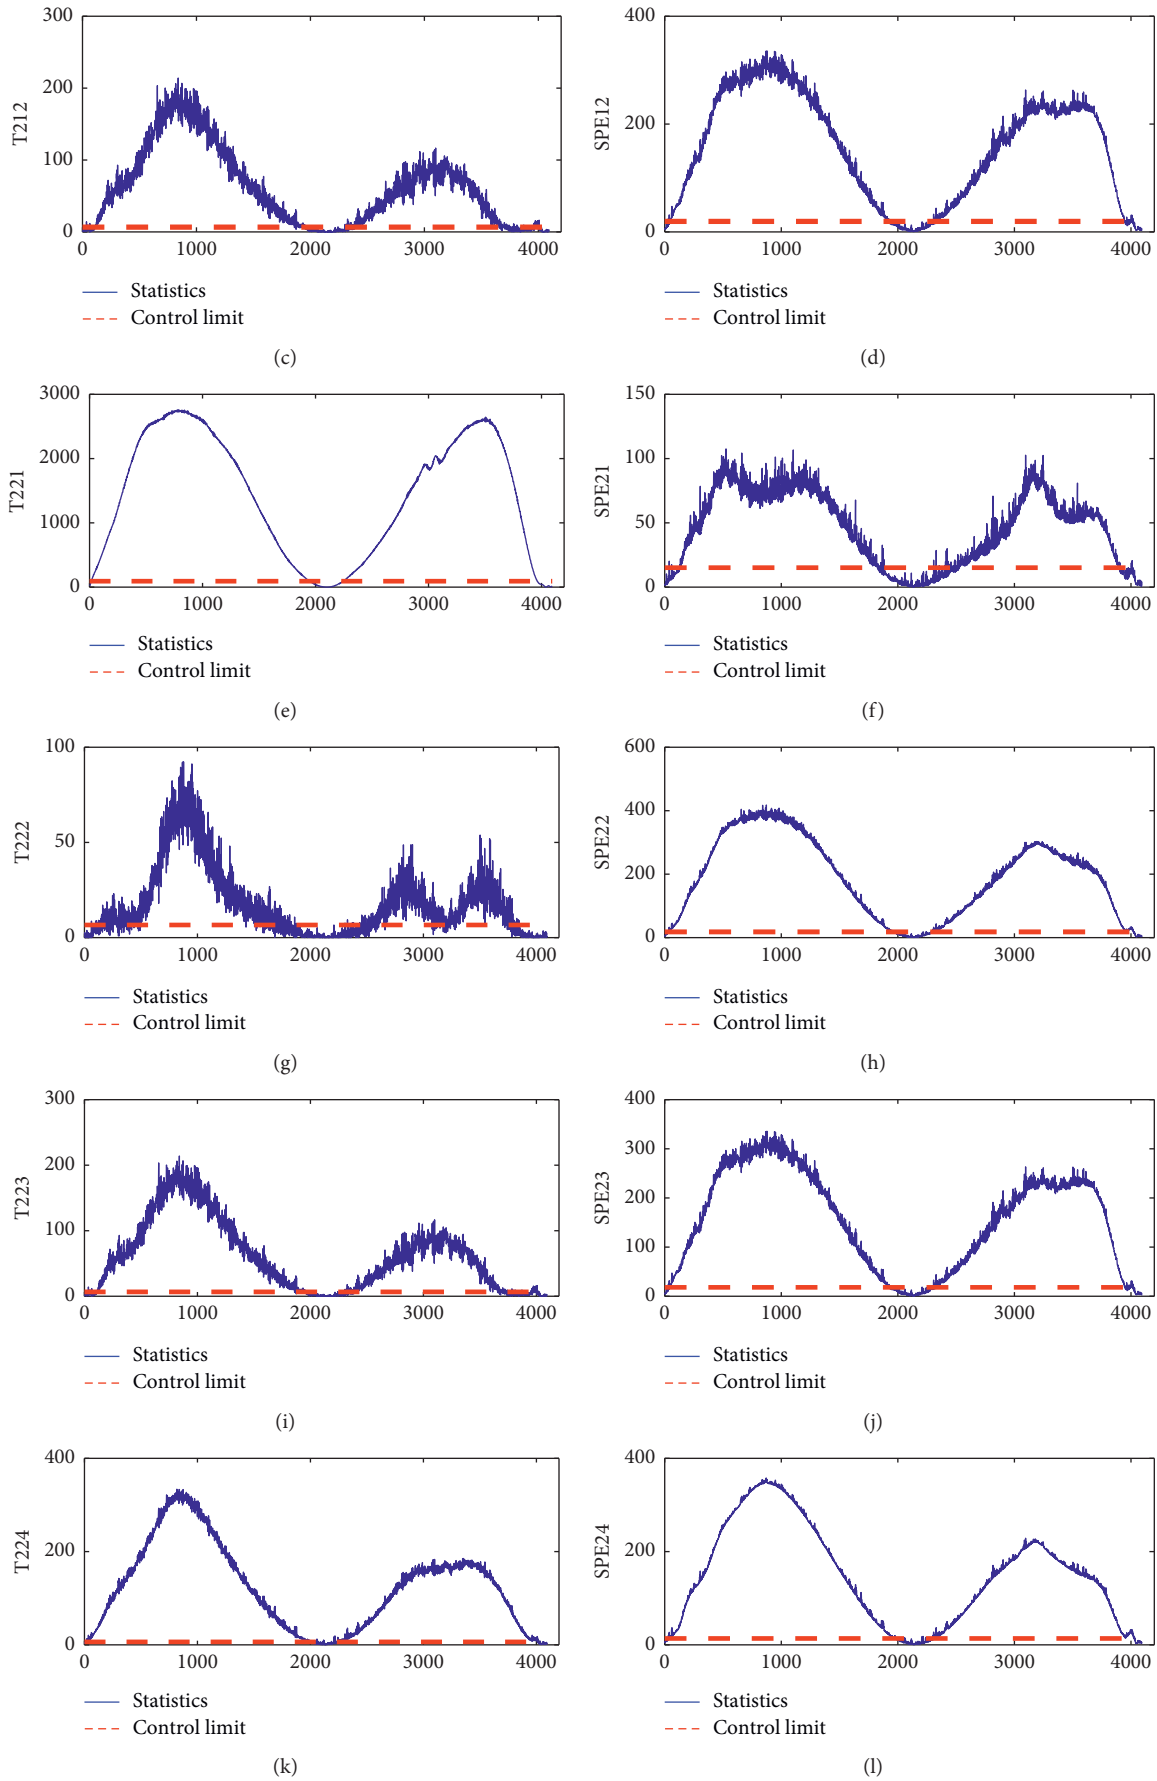 300
200
100
0
T212
0 1000 2000 3000 4000
Statistics
Control limit
(c)
400
200
0
SPE12
0 1000 2000 3000 4000
Statistics
Control limit
(d)
3000
2000
1000
0
T221
0 1000 2000 3000 4000
Statistics
Control limit
(e)
150
100
50
0
SPE21
0 1000 2000 3000 4000
Statistics
Control limit
(f)
100
50
0
T222
0 1000 2000 3000 4000
Statistics
Control limit
(g)
600
400
200
0
SPE22
0 1000 2000 3000 4000
Statistics
Control limit
(h)
300
200
100
0
T223
0 1000 2000 3000 4000
Statistics
Control limit
(i)
400
300
200
100
0
SPE23
0 1000 2000 3000 4000
Statistics
Control limit
(j)
400
200
0
T224
0 1000 2000 3000 4000
Statistics
Control limit
(k)
400
200
0
SPE24
0 1000 2000 3000 4000
Statistics
Control limit
(l)